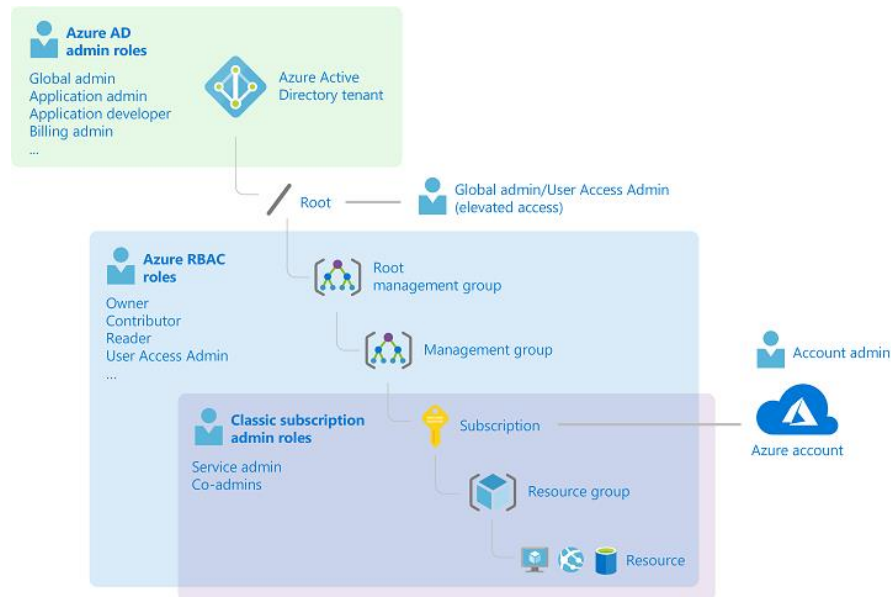 Azure AD
admin roles
Global admin
Application admin
Application developer
Billing admin
...
Azure Active
Directory tenant
Root
Global admin/User Access Admin
(elevated access)
Azure RBAC
roles
Owner
Contributor
Reader
User Access Admin
...
Root
management group
Management group
Account admin
Classic subscription
admin roles
Service admin
Co-admins
Subscription
Azure account
Resource group
Resource